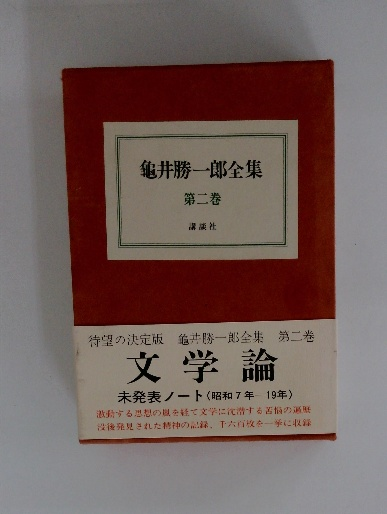 龜井勝一郎全集
第二巻
講談社
待望の決定版 龜井勝一郎全集 第二巻
文学論
未発表ノート(昭和7年―19年)
激動する思想の嵐を経て文学に沈潜する苦悩の遍歴
没後発見された精神の記録、千六百枚を一挙に収録